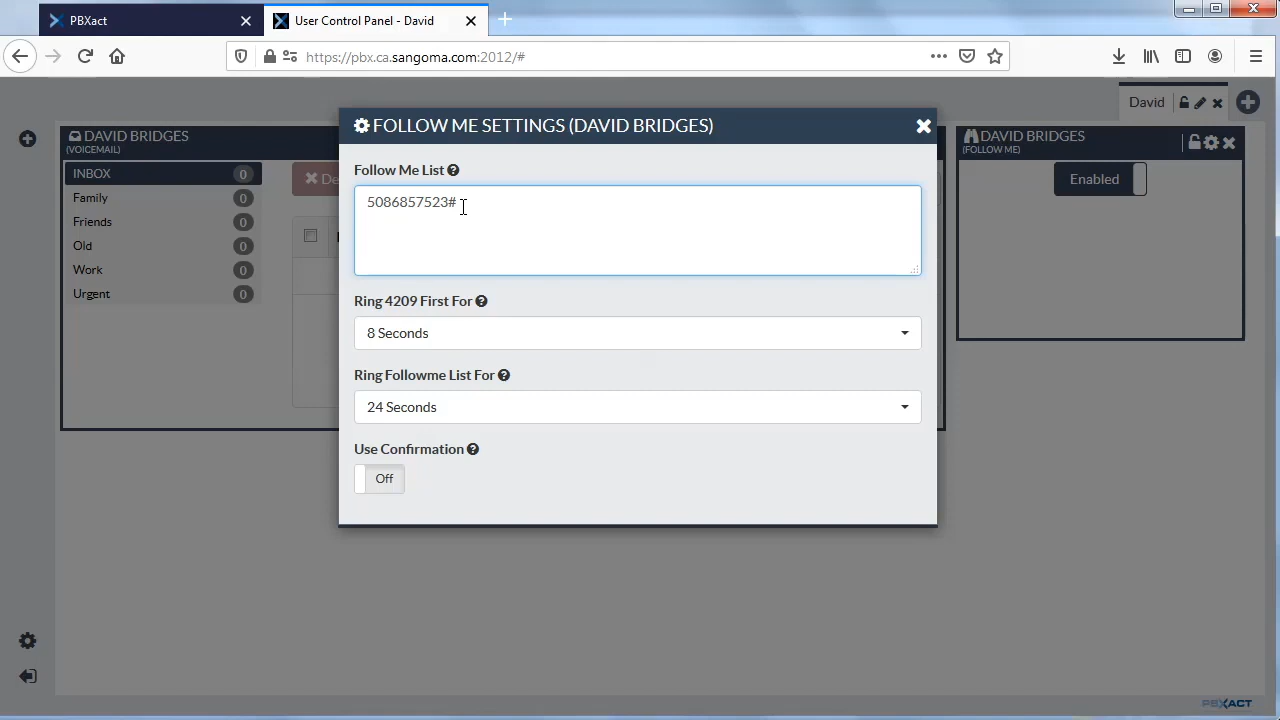 PBXact
User Control Panel - David
https://pbx.ca.sangoma.com:2012/#
David
DAVID BRIDGES
(VOICEMAIL)
INBOX 0
Family 0
Friends 0
Old 0
Work 0
Urgent 0
De
FOLLOW ME SETTINGS (DAVID BRIDGES)
Follow Me List
5086857523#
Ring 4209 First For
8 Seconds
Ring Followme List For
24 Seconds
Use Confirmation
Off
DAVID BRIDGES
(FOLLOW ME)
Enabled
PBXACT